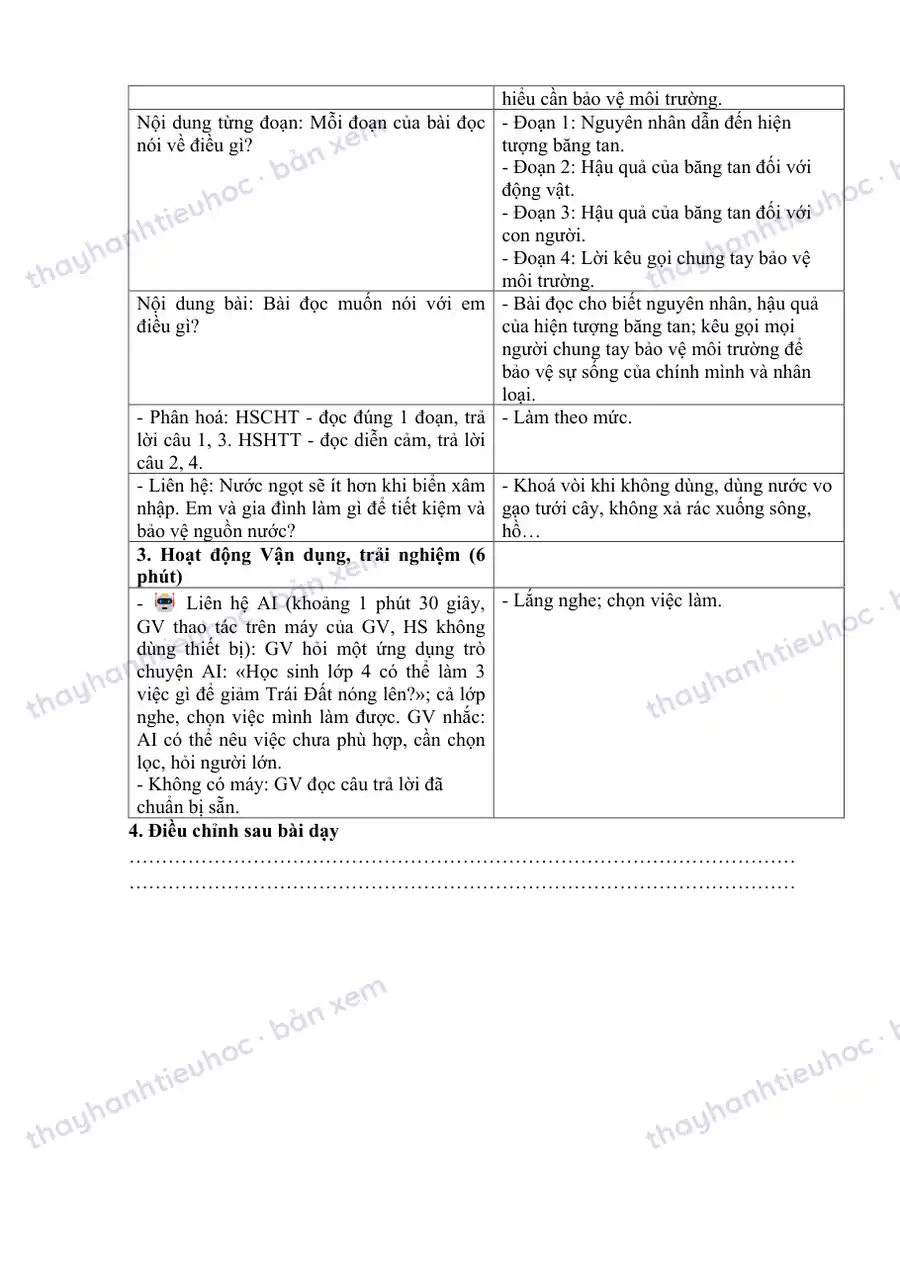 hiểu cần bảo vệ môi trường.
Nội dung từng đoạn: Mỗi đoạn của bài đọc
nói về điều gì?
- Đoạn 1: Nguyên nhân dẫn đến hiện
tượng băng tan.
- Đoạn 2: Hậu quả của băng tan đối với
động vật.
- Đoạn 3: Hậu quả của băng tan đối với
con người.
- Đoạn 4: Lời kêu gọi chung tay bảo vệ
môi trường.
Nội dung bài: Bài đọc muốn nói với em
điều gì?
- Bài đọc cho biết nguyên nhân, hậu quả
của hiện tượng băng tan; kêu gọi mọi
người chung tay bảo vệ môi trường để
bảo vệ sự sống của chính mình và nhân
loại.
- Phân hoá: HSCHT - đọc đúng 1 đoạn, trả
lời câu 1, 3. HSHTT - đọc diễn cảm, trả lời
câu 2, 4.
- Làm theo mức.
- Liên hệ: Nước ngọt sẽ ít hơn khi biển xâm
nhập. Em và gia đình làm gì để tiết kiệm và
bảo vệ nguồn nước?
- Khoá vòi khi không dùng, dùng nước vo
gạo tưới cây, không xả rác xuống sông,
hồ…
3. Hoạt động Vận dụng, trải nghiệm (6
phút)
- Liên hệ AI (khoảng 1 phút 30 giây,
GV thao tác trên máy của GV, HS không
dùng thiết bị): GV hỏi một ứng dụng trò
chuyện AI: «Học sinh lớp 4 có thể làm 3
việc gì để giảm Trái Đất nóng lên?»; cả lớp
nghe, chọn việc mình làm được. GV nhắc:
AI có thể nêu việc chưa phù hợp, cần chọn
lọc, hỏi người lớn.
- Không có máy: GV đọc câu trả lời đã
chuẩn bị sẵn.
- Lắng nghe; chọn việc làm.
4. Điều chỉnh sau bài dạy
…………………………………………………………………………………………
…………………………………………………………………………………………
thayhanhtieuhoc · bản xem
thayhanhtieuhoc · b
thayhanhtieuhoc · bản xem
thayhanhtieuhoc · b
thayhanhtieuhoc · bản xem
thayhanhtieuhoc · b